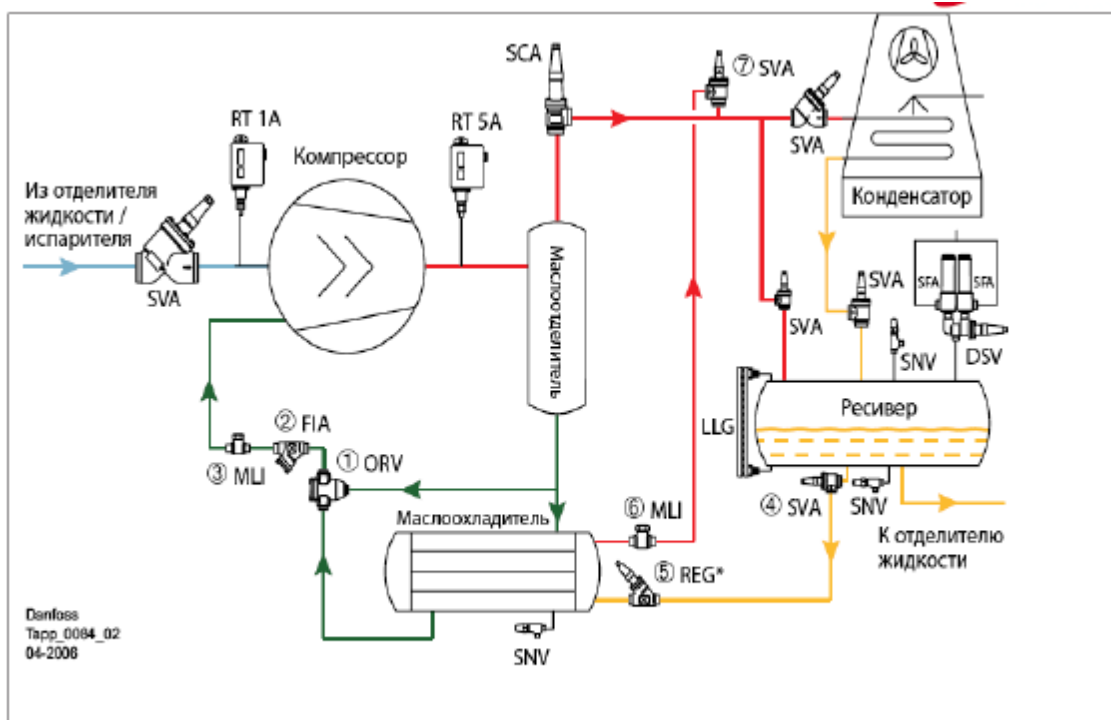 SCA
⑦ SVA
RT 1A
RT 5A
Компрессор
SVA
Конденсатор
Из отделителя
жидкости /
испарителя
SVA
Маслоотделитель
SVA
SFA
SFA
SVA
SNV
DSV
LLG
Ресивер
② FIA
③ MLI
① ORV
Маслоохладитель
⑥ MLI
④ SVA
SNV
⑤ REG*
К отделителю
жидкости
SNV
Danfoss
Tapp_0084_02
04-2006